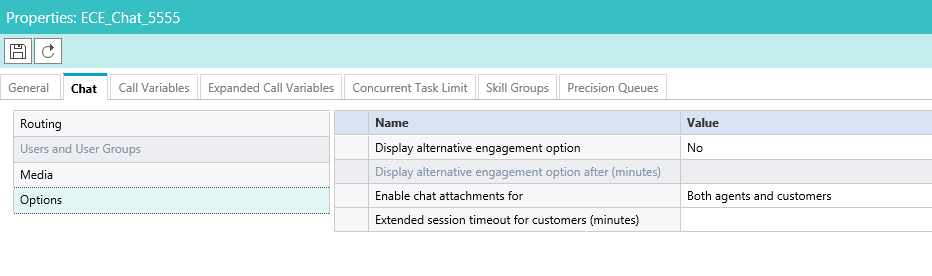 Properties: ECE_Chat_5555
General Chat Call Variables Expanded Call Variables Concurrent Task Limit Skill Groups Precision Queues
Routing
Users and User Groups
Media
Options
Name Value
Display alternative engagement option No
Display alternative engagement option after (minutes)
Enable chat attachments for Both agents and customers
Extended session timeout for customers (minutes)